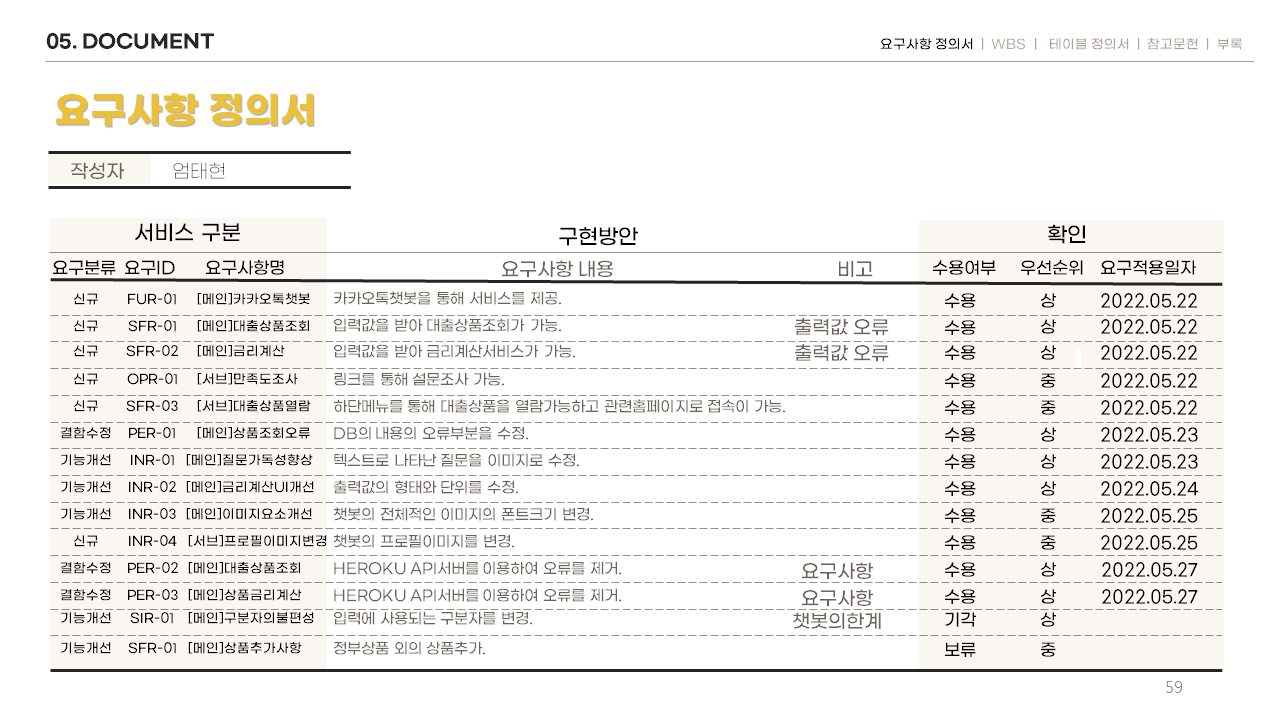 05. DOCUMENT
요구사항 정의서 | WBS | 테이블 정의서 | 참고문헌 | 부록
요구사항 정의서
작성자 엄태현
서비스 구분 구현방안 확인
요구분류 요구ID 요구사항명 요구사항 내용 비고 수용여부 우선순위 요구적용일자
신규 FUR-01 [메인]카카오톡챗봇 카카오톡챗봇을 통해 서비스를 제공. 수용 상 2022.05.22
신규 SFR-01 [메인]대출상품조회 입력값을 받아 대출상품조회가 가능. 출력값 오류 수용 상 2022.05.22
신규 SFR-02 [메인]금리계산 입력값을 받아 금리계산서비스가 가능. 출력값 오류 수용 상 2022.05.22
신규 OPR-01 [서브]만족도조사 링크를 통해 설문조사 가능. 수용 중 2022.05.22
신규 SFR-03 [서브]대출상품열람 하단메뉴를 통해 대출상품을 열람가능하고 관련홈페이지로 접속이 가능. 수용 중 2022.05.22
결함수정 PER-01 [메인]상품조회오류 DB의 내용의 오류부분을 수정. 수용 상 2022.05.23
기능개선 INR-01 [메인]질문가독성향상 텍스트로 나타난 질문을 이미지로 수정. 수용 상 2022.05.23
기능개선 INR-02 [메인]금리계산UI개선 출력값의 형태와 단위를 수정. 수용 상 2022.05.24
기능개선 INR-03 [메인]이미지요소개선 챗봇의 전체적인 이미지의 폰트크기 변경. 수용 중 2022.05.25
신규 INR-04 [서브]프로필이미지변경 챗봇의 프로필이미지를 변경. 수용 중 2022.05.25
결함수정 PER-02 [메인]대출상품조회 HEROKU API서버를 이용하여 오류를 제거. 요구사항 수용 상 2022.05.27
결함수정 PER-03 [메인]상품금리계산 HEROKU API서버를 이용하여 오류를 제거. 요구사항 수용 상 2022.05.27
기능개선 SIR-01 [메인]구분자의불편성 입력에 사용되는 구분자를 변경. 챗봇의한계 기각 상
기능개선 SFR-01 [메인]상품추가사항 정부상품 외의 상품추가. 보류 중
59